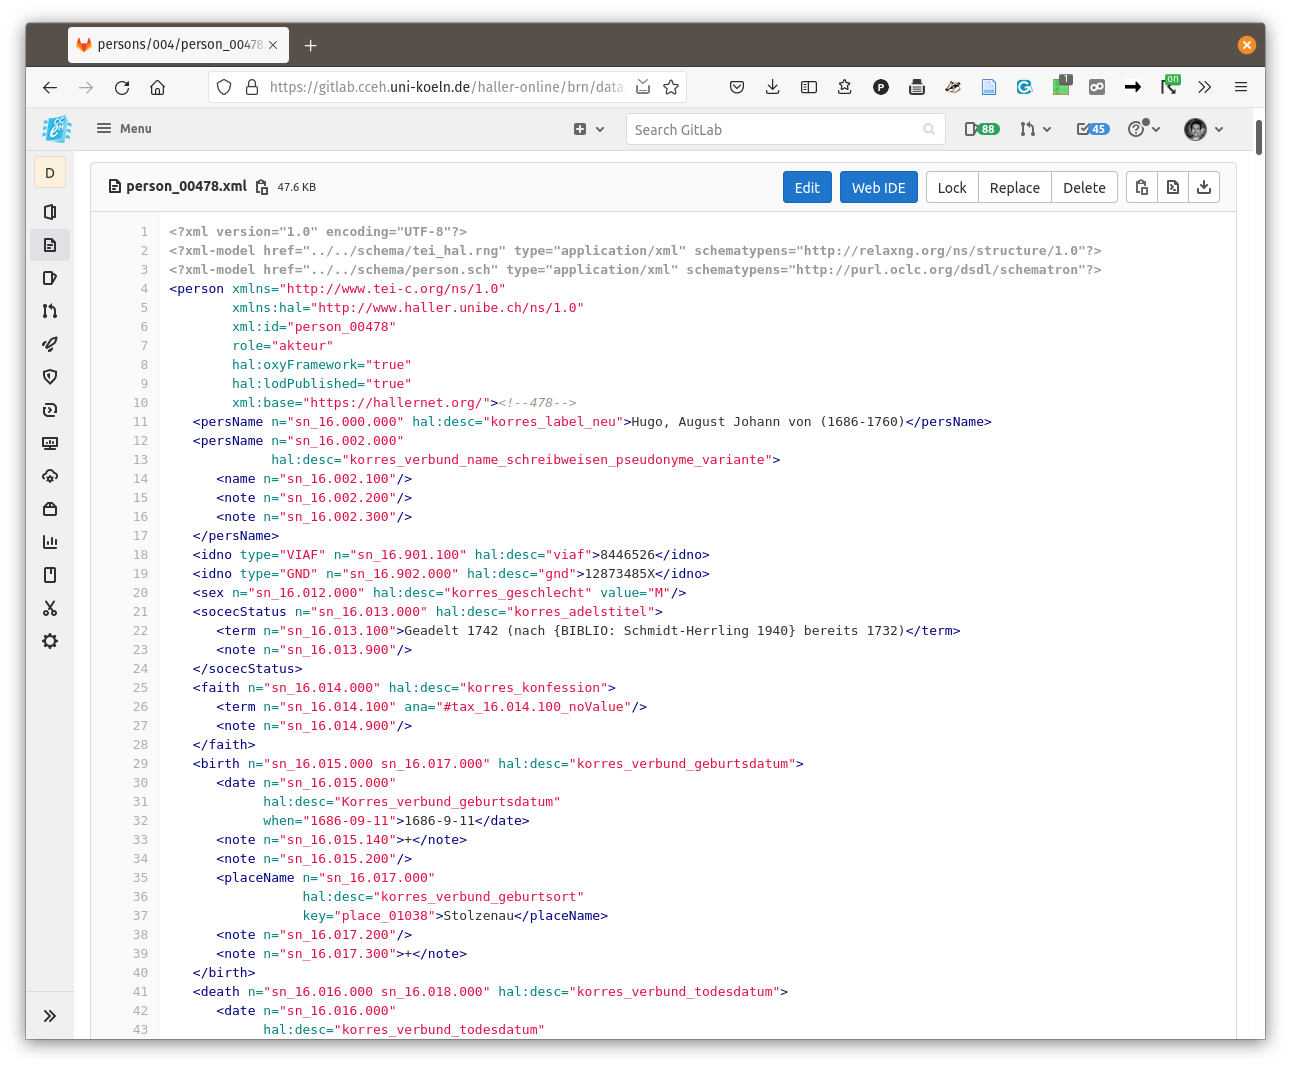 persons/004/person_00478
https://gitlab.cceh.uni-koeln.de/haller-online/brn/data
1
on
Menu
Search GitLab
88
45
D
person_00478.xml 47.6 KB
Edit
Web IDE
Lock
Replace
Delete
1 <?xml version="1.0" encoding="UTF-8"?>
2 <?xml-model href="../../schema/tei_hal.rng" type="application/xml" schematypens="http://relaxng.org/ns/structure/1.0"?>
3 <?xml-model href="../../schema/person.sch" type="application/xml" schematypens="http://purl.oclc.org/dsdl/schematron"?>
4 <person xmlns="http://www.tei-c.org/ns/1.0"
5 xmlns:hal="http://www.haller.unibe.ch/ns/1.0"
6 xml:id="person_00478"
7 role="akteur"
8 hal:oxyFramework="true"
9 hal:lodPublished="true"
10 xml:base="https://hallernet.org/"><!--478-->
11 <persName n="sn_16.000.000" hal:desc="korres_label_neu">Hugo, August Johann von (1686-1760)</persName>
12 <persName n="sn_16.002.000"
13 hal:desc="korres_verbund_name_schreibweisen_pseudonyme_variante">
14 <name n="sn_16.002.100"/>
15 <note n="sn_16.002.200"/>
16 <note n="sn_16.002.300"/>
17 </persName>
18 <idno type="VIAF" n="sn_16.901.100" hal:desc="viaf">8446526</idno>
19 <idno type="GND" n="sn_16.902.000" hal:desc="gnd">12873485X</idno>
20 <sex n="sn_16.012.000" hal:desc="korres_geschlecht" value="M"/>
21 <socecStatus n="sn_16.013.000" hal:desc="korres_adelstitel">
22 <term n="sn_16.013.100">Geadelt 1742 (nach {BIBLIO: Schmidt-Herrling 1940} bereits 1732)</term>
23 <note n="sn_16.013.900"/>
24 </socecStatus>
25 <faith n="sn_16.014.000" hal:desc="korres_konfession">
26 <term n="sn_16.014.100" ana="#tax_16.014.100_noValue"/>
27 <note n="sn_16.014.900"/>
28 </faith>
29 <birth n="sn_16.015.000 sn_16.017.000" hal:desc="korres_verbund_geburtsdatum">
30 <date n="sn_16.015.000"
31 hal:desc="Korres_verbund_geburtsdatum"
32 when="1686-09-11">1686-9-11</date>
33 <note n="sn_16.015.140">+</note>
34 <note n="sn_16.015.200"/>
35 <placeName n="sn_16.017.000"
36 hal:desc="korres_verbund_geburtsort"
37 key="place_01038">Stolzenau</placeName>
38 <note n="sn_16.017.200"/>
39 <note n="sn_16.017.300">+</note>
40 </birth>
41 <death n="sn_16.016.000 sn_16.018.000" hal:desc="korres_verbund_todesdatum">
42 <date n="sn_16.016.000"
43 hal:desc="korres_verbund_todesdatum"